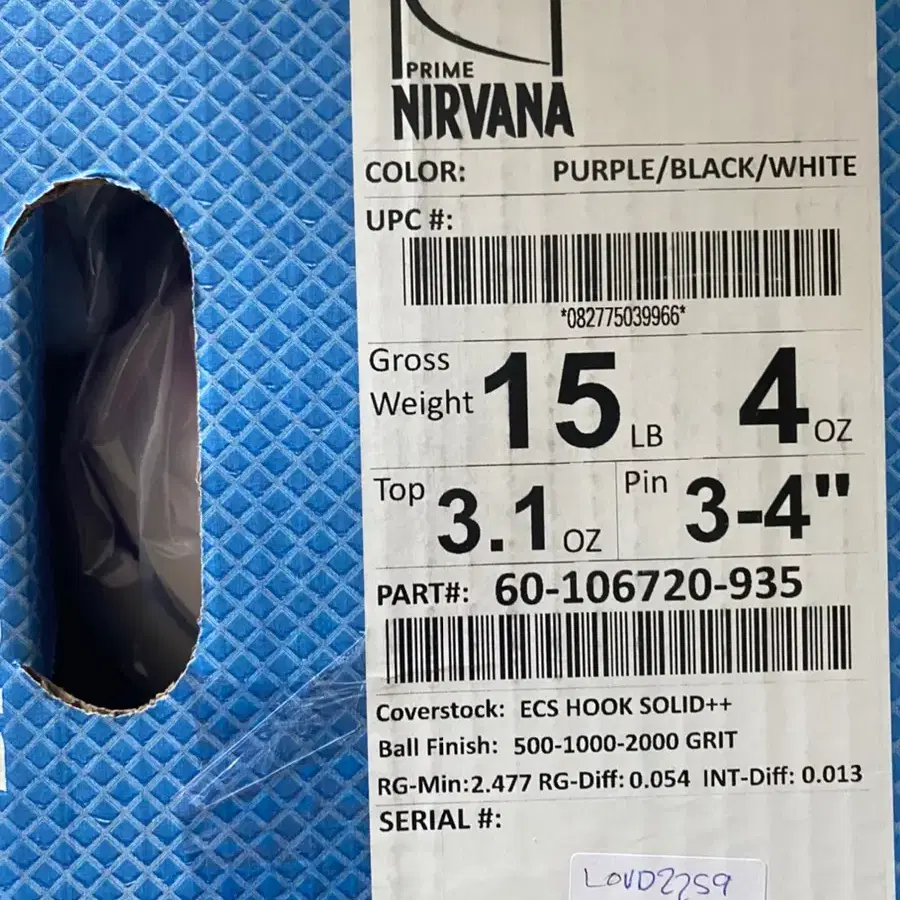 PRIME
NIRVANA
COLOR: PURPLE/BLACK/WHITE
UPC #:
*082775039966*
Gross Weight 15 LB 4 OZ
Top 3.1 OZ Pin 3-4"
PART#: 60-106720-935
Coverstock: ECS HOOK SOLID++
Ball Finish: 500-1000-2000 GRIT
RG-Min:2.477 RG-Diff: 0.054 INT-Diff: 0.013
SERIAL #:
LOVD2259